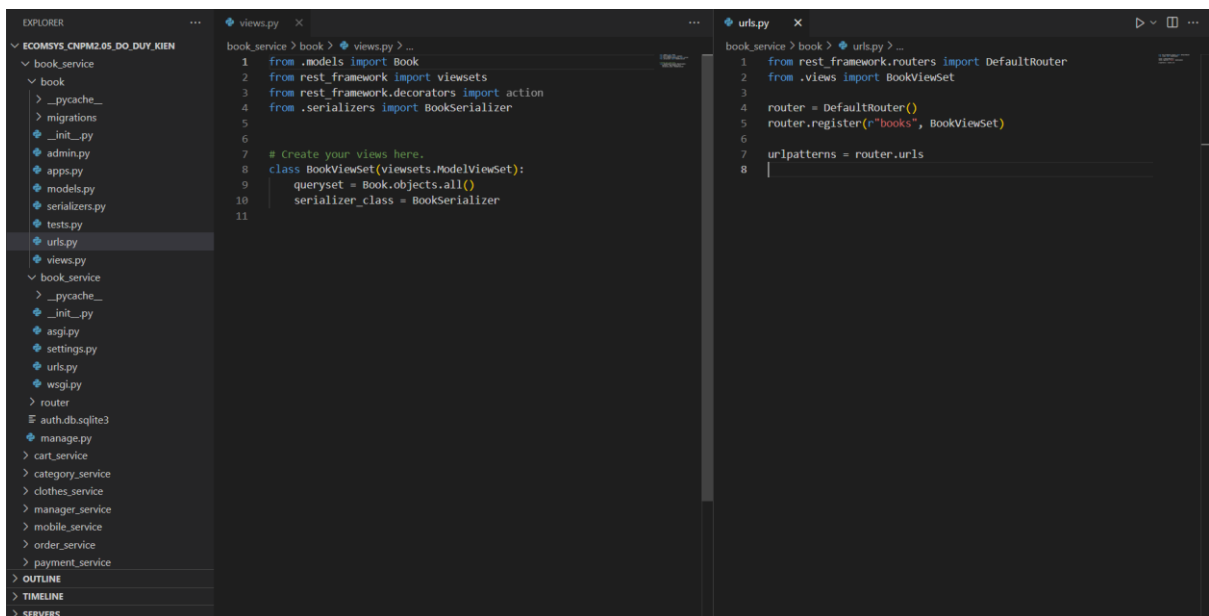 EXPLORER
ECOMSYS_CNPM2.05_DO_DUY_KIEN
book_service
book
__pycache__
migrations
__init__.py
admin.py
apps.py
models.py
serializers.py
tests.py
urls.py
views.py
book_service
__pycache__
__init__.py
asgi.py
settings.py
urls.py
wsgi.py
router
auth.db.sqlite3
manage.py
cart_service
category_service
clothes_service
manager_service
mobile_service
order_service
payment_service
OUTLINE
TIMELINE
SERVERS
views.py
book_service > book > views.py > ...
1 from .models import Book
2 from rest_framework import viewsets
3 from rest_framework.decorators import action
4 from .serializers import BookSerializer
5
6
7 # Create your views here.
8 class BookViewSet(viewsets.ModelViewSet):
9 queryset = Book.objects.all()
10 serializer_class = BookSerializer
11
urls.py
book_service > book > urls.py > ...
1 from rest_framework.routers import DefaultRouter
2 from .views import BookViewSet
3
4 router = DefaultRouter()
5 router.register(r"books", BookViewSet)
6
7 urlpatterns = router.urls
8